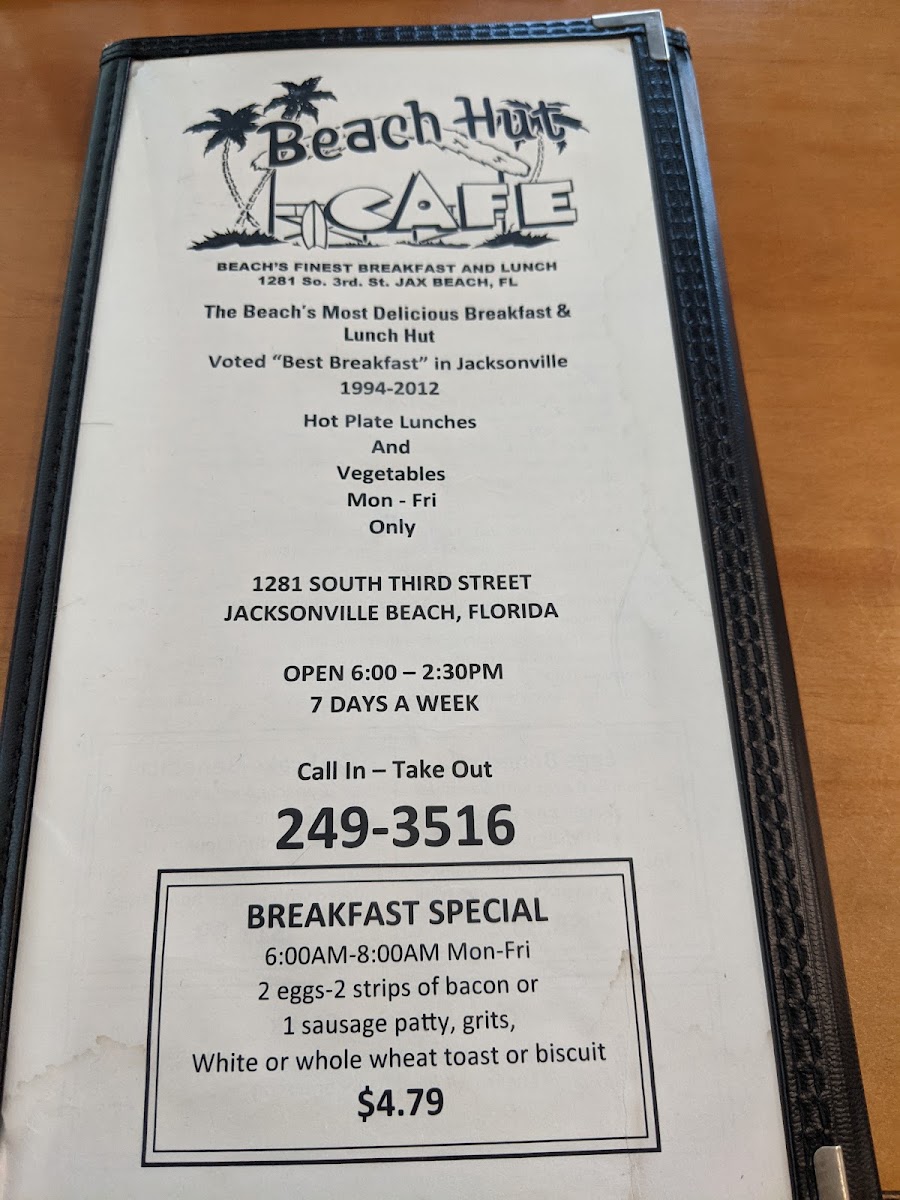 Beach Hut
CAFE
BEACH'S FINEST BREAKFAST AND LUNCH
1281 So. 3rd. St. JAX BEACH, FL
The Beach's Most Delicious Breakfast &
Lunch Hut
Voted "Best Breakfast" in Jacksonville
1994-2012
Hot Plate Lunches
And
Vegetables
Mon - Fri
Only
1281 SOUTH THIRD STREET
JACKSONVILLE BEACH, FLORIDA
OPEN 6:00 – 2:30PM
7 DAYS A WEEK
Call In – Take Out
249-3516
BREAKFAST SPECIAL
6:00AM-8:00AM Mon-Fri
2 eggs-2 strips of bacon or
1 sausage patty, grits,
White or whole wheat toast or biscuit
$4.79